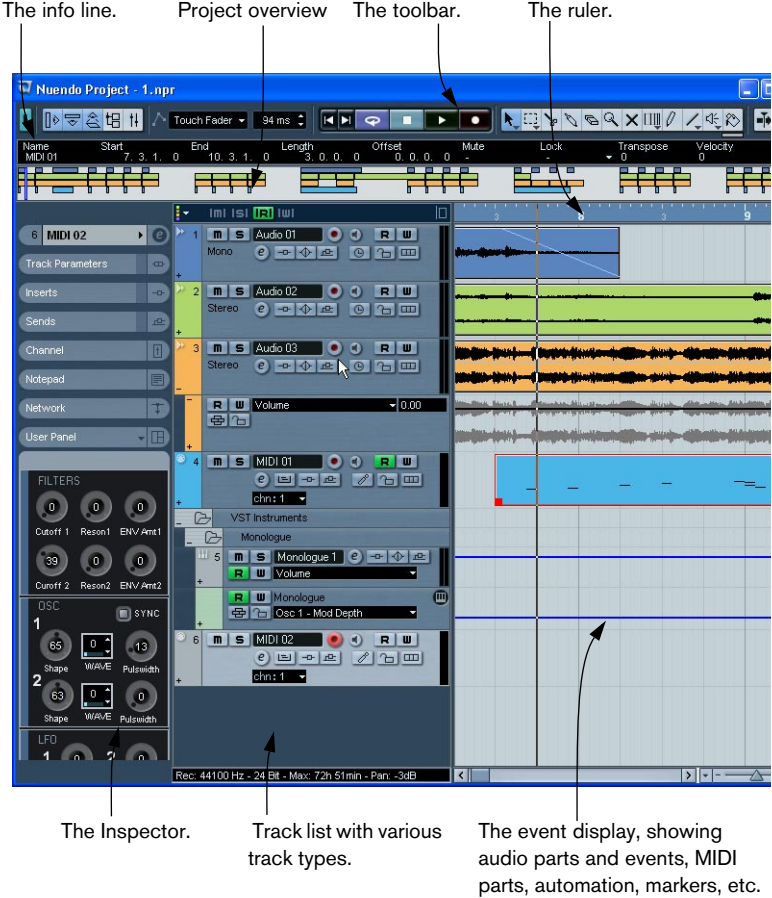 The info line. Project overview The toolbar. The ruler.
Nuendo Project - 1.npr
Touch Fader 94 ms
Name Start End Length Offset Mute Lock Transpose Velocity
MIDI 01 7. 3. 1. 0 10. 3. 1. 0 3. 0. 0. 0 0. 0. 0. 0 - - 0 0
m s R w
3 8 9
6 MIDI 02 e
Track Parameters
Inserts
Sends
Channel
Notepad
Network
User Panel
FILTERS
0 0 0
Cutoff 1 Reson1 ENV Amt1
39 0 0
Curoff 2 Reson2 ENV Amt2
OSC
SYNC
1
65 0 -13
Shape WAVE Pulswidth
2
63 0 0
Shape WAVE Pulswidth
LFO
1 0 2 0
1 m S Audio 01 R W
Mono e
2 m S Audio 02 R W
Stereo e
3 m S Audio 03 R W
Stereo e
R W Volume 0.00
4 m S MIDI 01 R W
e
chn: 1
VST Instruments
Monologue
5 m S Monologue 1 e
R W Volume
R W Monologue
Osc 1 - Mod Depth
6 m S MIDI 02 R W
e
chn: 1
Rec: 44100 Hz - 24 Bit - Max: 72h 51min - Pan: -3dB
The Inspector.
Track list with various
track types.
The event display, showing
audio parts and events, MIDI
parts, automation, markers, etc.